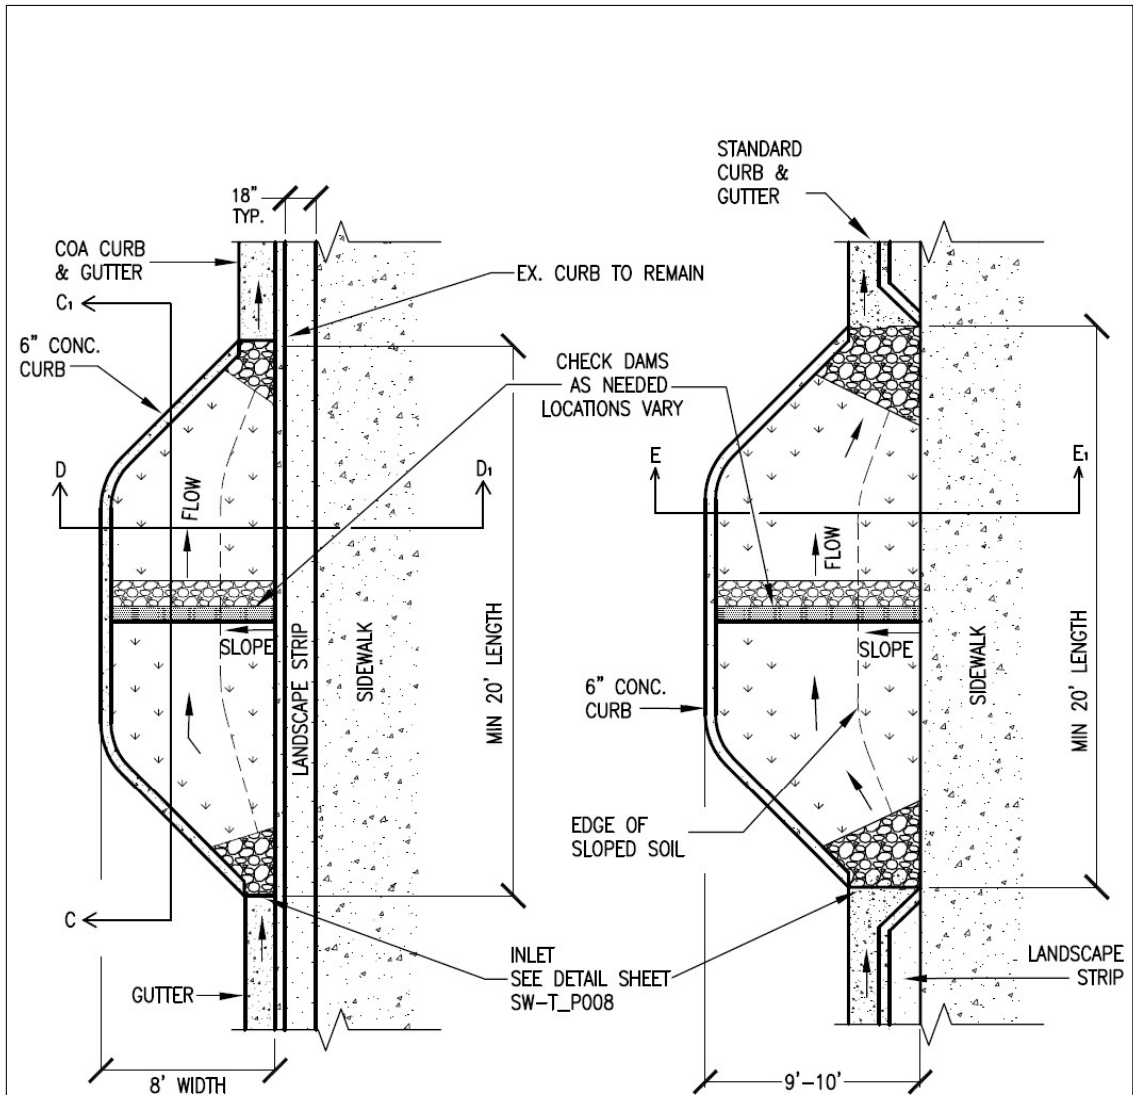 STANDARD
CURB &
GUTTER
18"
TYP.
COA CURB
& GUTTER
EX. CURB TO REMAIN
C1
6" CONC.
CURB
CHECK DAMS
AS NEEDED
LOCATIONS VARY
D
D1
E
E1
FLOW
FLOW
SLOPE
SLOPE
LANDSCAPE STRIP
SIDEWALK
MIN 20' LENGTH
SIDEWALK
MIN 20' LENGTH
6" CONC.
CURB
EDGE OF
SLOPED SOIL
C
INLET
SEE DETAIL SHEET
SW-T_P008
GUTTER
LANDSCAPE
STRIP
8' WIDTH
9'-10'